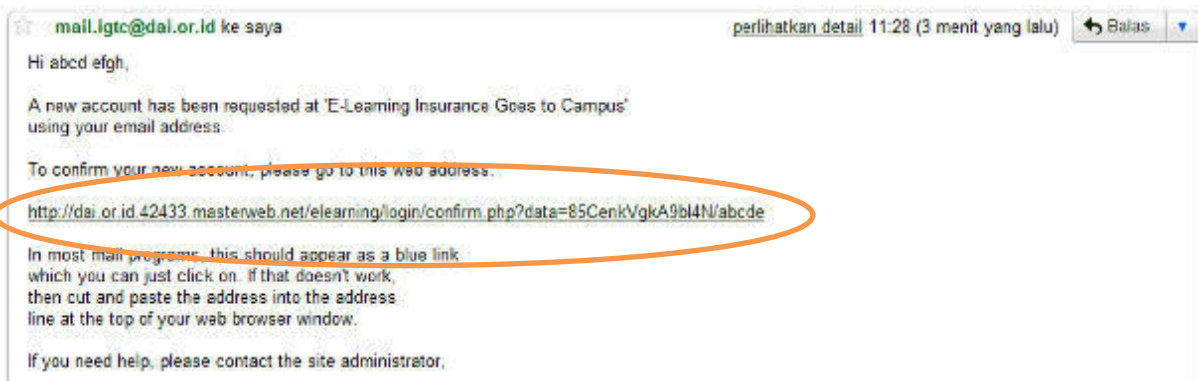 mail.igtc@dai.or.id ke saya perlihatkan detail 11:28 (3 menit yang lalu) Balas
Hi abcd efgh,
A new account has been requested at 'E-Learning Insurance Goes to Campus'
using your email address.
To confirm your new account, please go to this web address:
http://dai.or.id.42433.masterweb.net/elearning/login/confirm.php?data=85CenkVgkA9bl4N/abcde
In most mail programs, this should appear as a blue link
which you can just click on. If that doesn't work,
then cut and paste the address into the address
line at the top of your web browser window.
If you need help, please contact the site administrator,